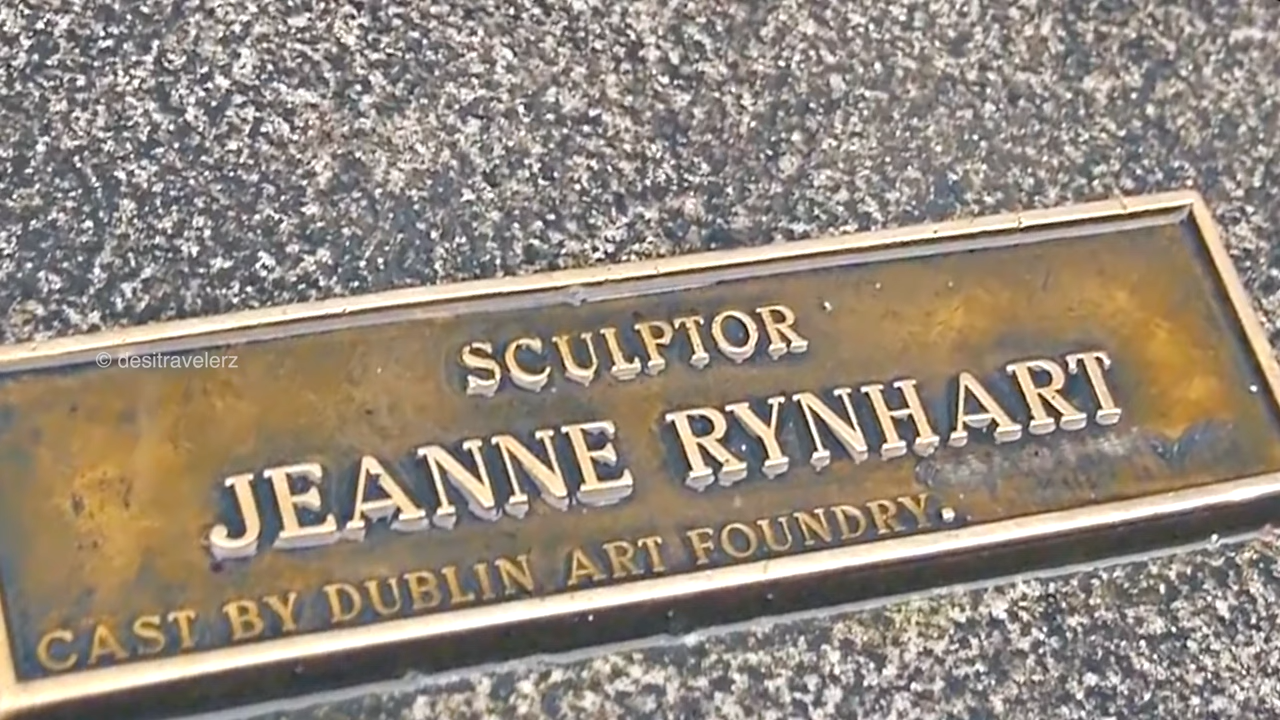 © desitravelerz
SCULPTOR
JEANNE RYNHART
CAST BY DUBLIN ART FOUNDRY.